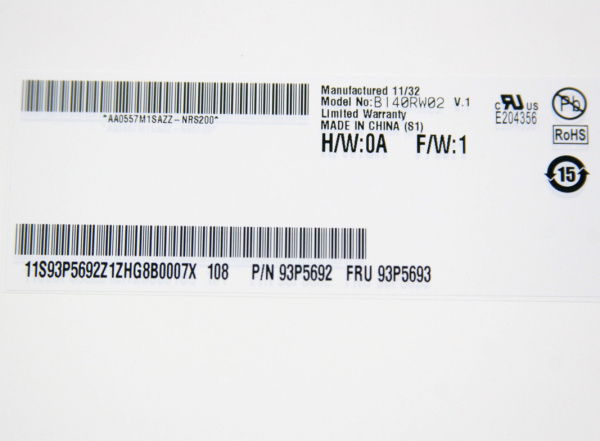 *AA0557M1SAZZ-NRS200*
Manufactured 11/32
Model No:B140RW02 V.1
Limited Warranty
MADE IN CHINA (S1)
H/W:0A F/W:1
c RU US
E204356
Pb
RoHS
15
11S93P5692Z1ZHG8B0007X 108 P/N 93P5692 FRU 93P5693